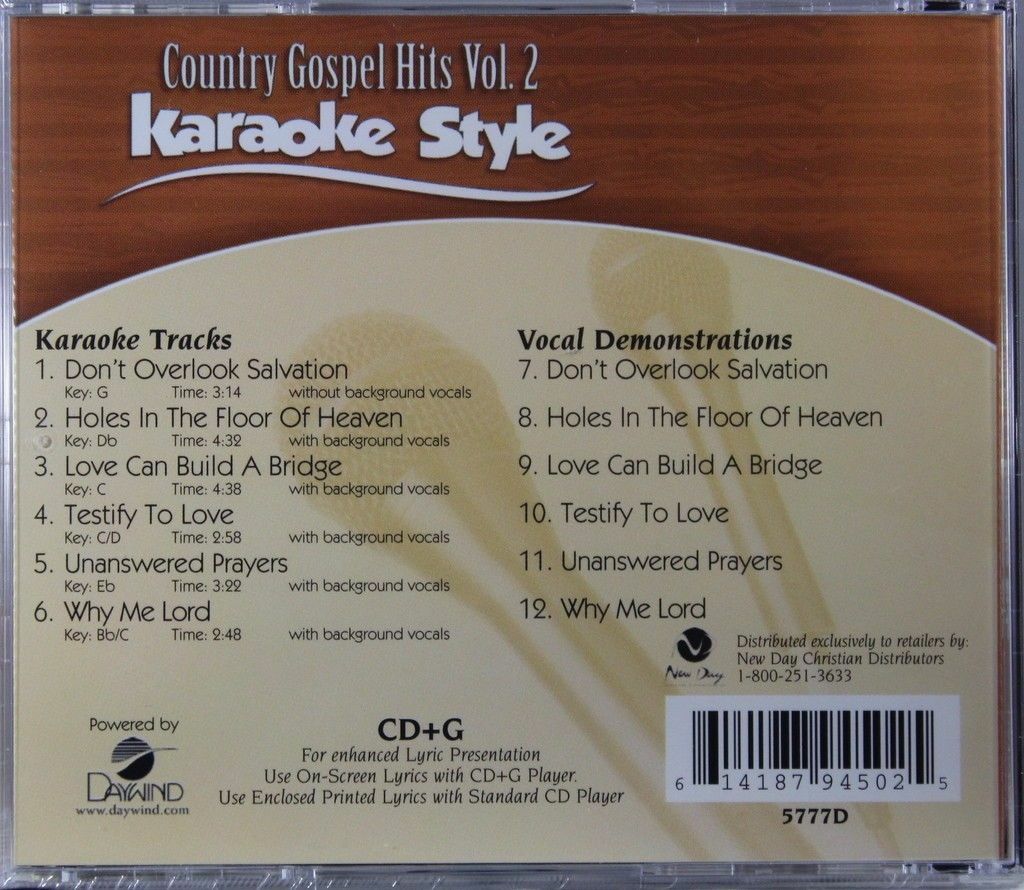 Country Gospel Hits Vol. 2
Karaoke Style
Karaoke Tracks
1. Don't Overlook Salvation
Key: G Time: 3:14 without background vocals
2. Holes In The Floor Of Heaven
Key: Db Time: 4:32 with background vocals
3. Love Can Build A Bridge
Key: C Time: 4:38 with background vocals
4. Testify To Love
Key: C/D Time: 2:58 with background vocals
5. Unanswered Prayers
Key: Eb Time: 3:22 with background vocals
6. Why Me Lord
Key: Bb/C Time: 2:48 with background vocals
Vocal Demonstrations
7. Don't Overlook Salvation
8. Holes In The Floor Of Heaven
9. Love Can Build A Bridge
10. Testify To Love
11. Unanswered Prayers
12. Why Me Lord
New Day
Distributed exclusively to retailers by:
New Day Christian Distributors
1-800-251-3633
Powered by
DAYWIND
www.daywind.com
CD+G
For enhanced Lyric Presentation
Use On-Screen Lyrics with CD+G Player.
Use Enclosed Printed Lyrics with Standard CD Player
6 14187 94502 5
5777D